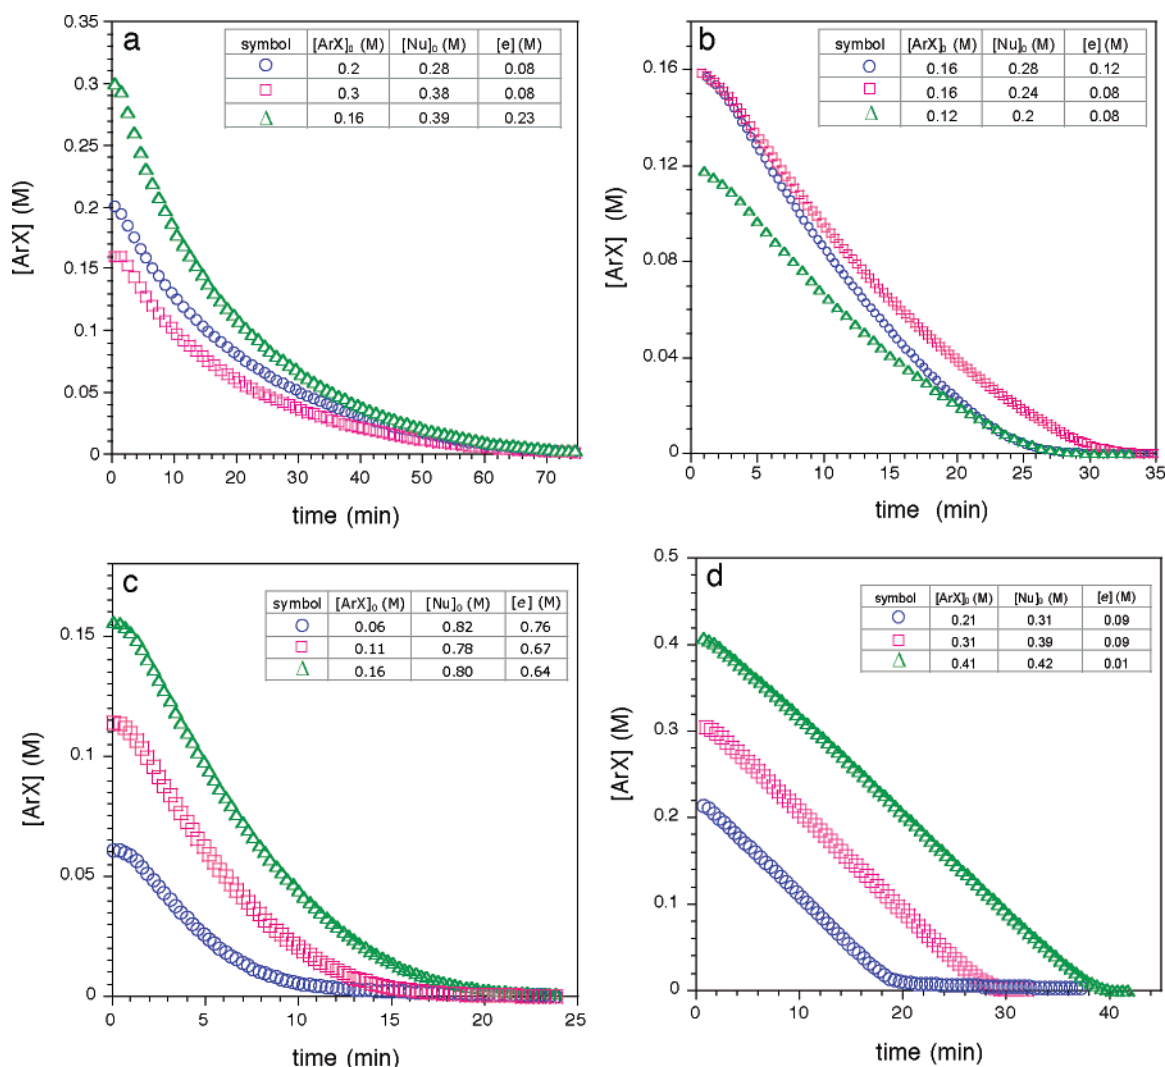 a
symbol [ArX]0 (M) [Nu]0 (M) [e] (M)
0.2 0.28 0.08
0.3 0.38 0.08
0.16 0.39 0.23
0.35
0.3
0.25
0.2
0.15
0.1
0.05
0
[ArX] (M)
0 10 20 30 40 50 60 70
time (min)
b
symbol [ArX]0 (M) [Nu]0 (M) [e] (M)
0.16 0.28 0.12
0.16 0.24 0.08
0.12 0.2 0.08
0.16
0.12
0.08
0.04
0
[ArX] (M)
0 5 10 15 20 25 30 35
time (min)
c
symbol [ArX]0 (M) [Nu]0 (M) [e] (M)
0.06 0.82 0.76
0.11 0.78 0.67
0.16 0.80 0.64
0.15
0.1
0.05
0
[ArX] (M)
0 5 10 15 20 25
time (min)
d
symbol [ArX]0 (M) [Nu]0 (M) [e] (M)
0.21 0.31 0.09
0.31 0.39 0.09
0.41 0.42 0.01
0.5
0.4
0.3
0.2
0.1
0
[ArX] (M)
0 10 20 30 40
time (min)